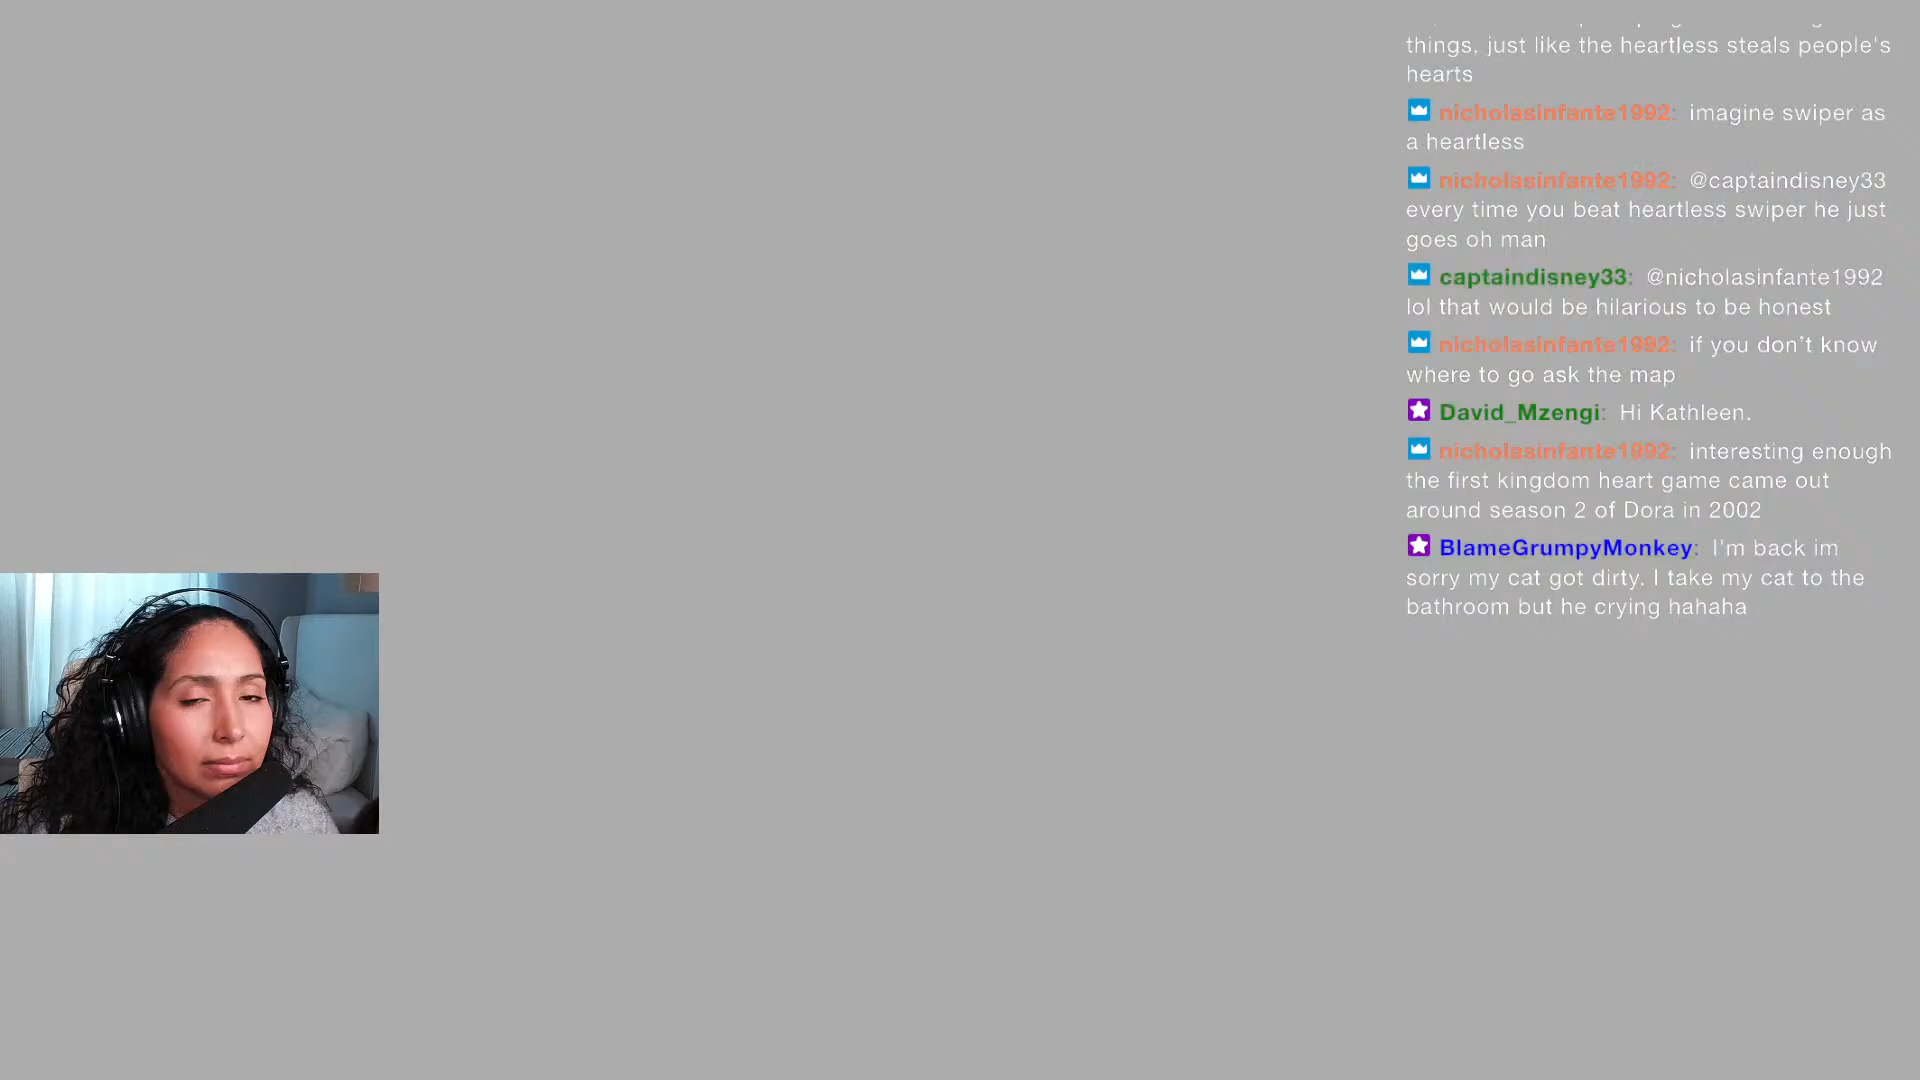 things, just like the heartless steals people's
hearts
nicholasinfante1992: imagine swiper as
a heartless
nicholasinfante1992: @captaindisney33
every time you beat heartless swiper he just
goes oh man
captaindisney33: @nicholasinfante1992
lol that would be hilarious to be honest
nicholasinfante1992: if you don't know
where to go ask the map
David_Mzengi: Hi Kathleen.
nicholasinfante1992: interesting enough
the first kingdom heart game came out
around season 2 of Dora in 2002
BlameGrumpyMonkey: I'm back im
sorry my cat got dirty. I take my cat to the
bathroom but he crying hahaha